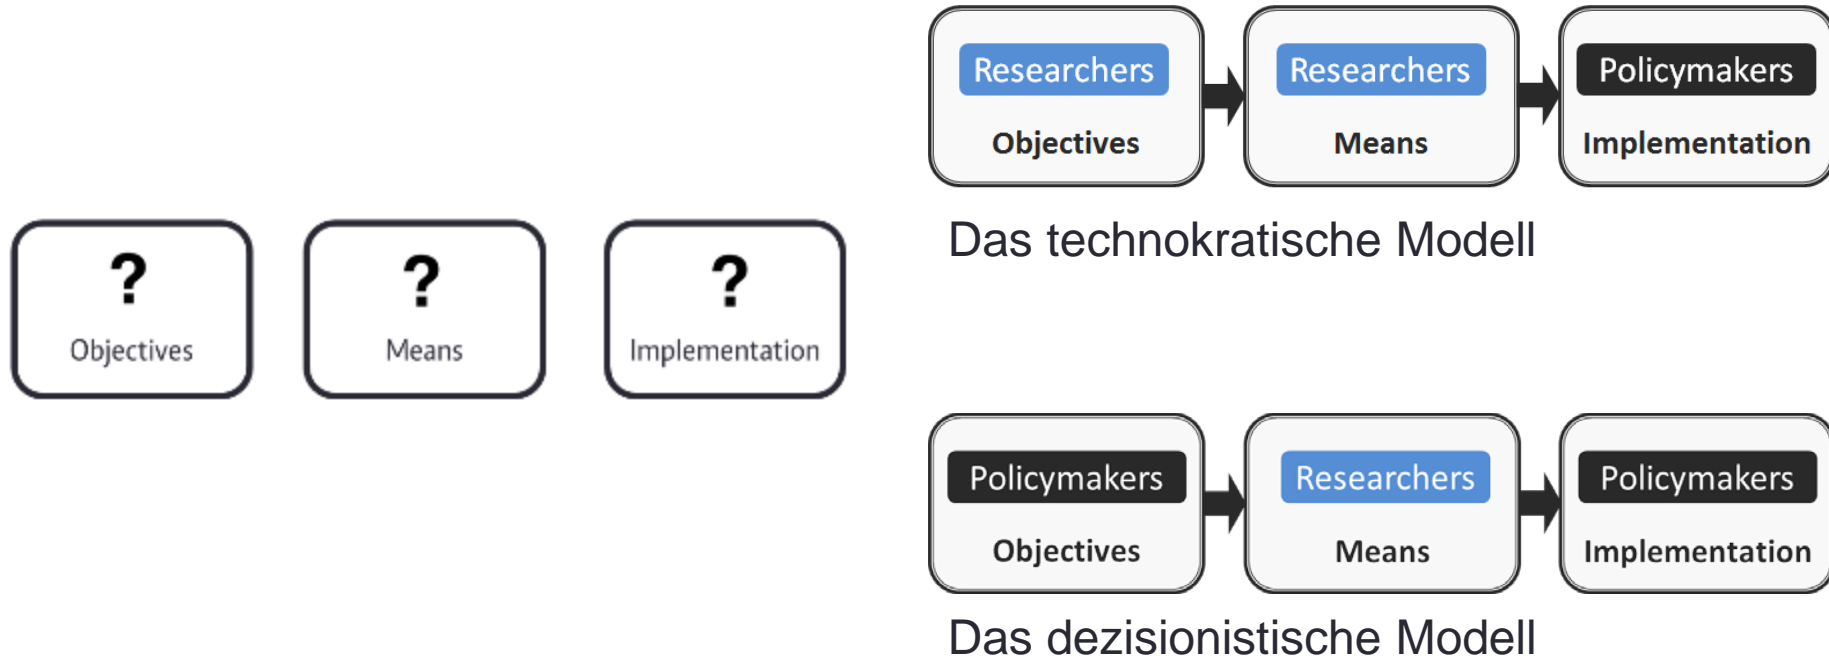 ?
Objectives
?
Means
?
Implementation
Researchers
Objectives
Researchers
Means
Policymakers
Implementation
Das technokratische Modell
Policymakers
Objectives
Researchers
Means
Policymakers
Implementation
Das dezisionistische Modell